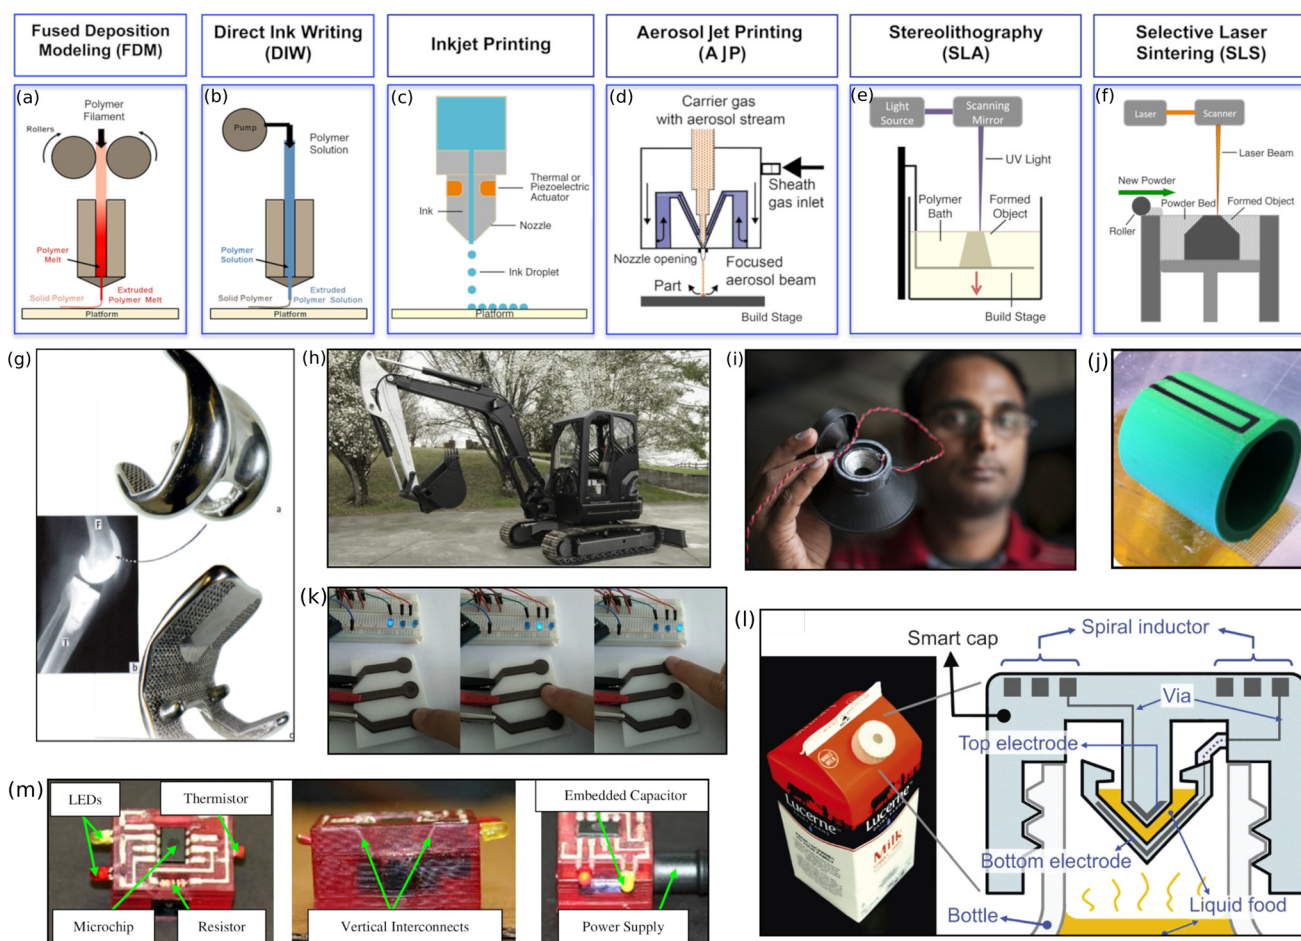 Fused Deposition
Modeling (FDM)
Direct Ink Writing
(DIW)
Inkjet Printing
Aerosol Jet Printing
(AJP)
Stereolithography
(SLA)
Selective Laser
Sintering (SLS)
(a)
Polymer
Filament
Rollers
Polymer
Melt
Solid Polymer
Extruded
Polymer Melt
Platform
(b)
Pump
Polymer
Solution
Polymer
Solution
Solid Polymer
Extruded
Polymer Solution
Platform
(c)
Thermal or
Piezoelectric
Actuator
Ink
Nozzle
Ink Droplet
Platform
(d)
Carrier gas
with aerosol stream
Sheath
gas inlet
Nozzle opening
Focused
aerosol beam
Part
Build Stage
(e)
Light
Source
Scanning
Mirror
UV Light
Polymer
Bath
Formed
Object
Build Stage
(f)
Laser
Scanner
Laser Beam
New Powder
Powder Bed
Formed Object
Roller
(g)
a
F
T
b
c
(h)
(i)
(j)
(k)
(l)
Smart cap
Spiral inductor
Via
Top electrode
Bottom electrode
Bottle
Liquid food
Lucerne
Lucerne
Milk
(m)
LEDs
Thermistor
Microchip
Resistor
Vertical Interconnects
Embedded Capacitor
Power Supply